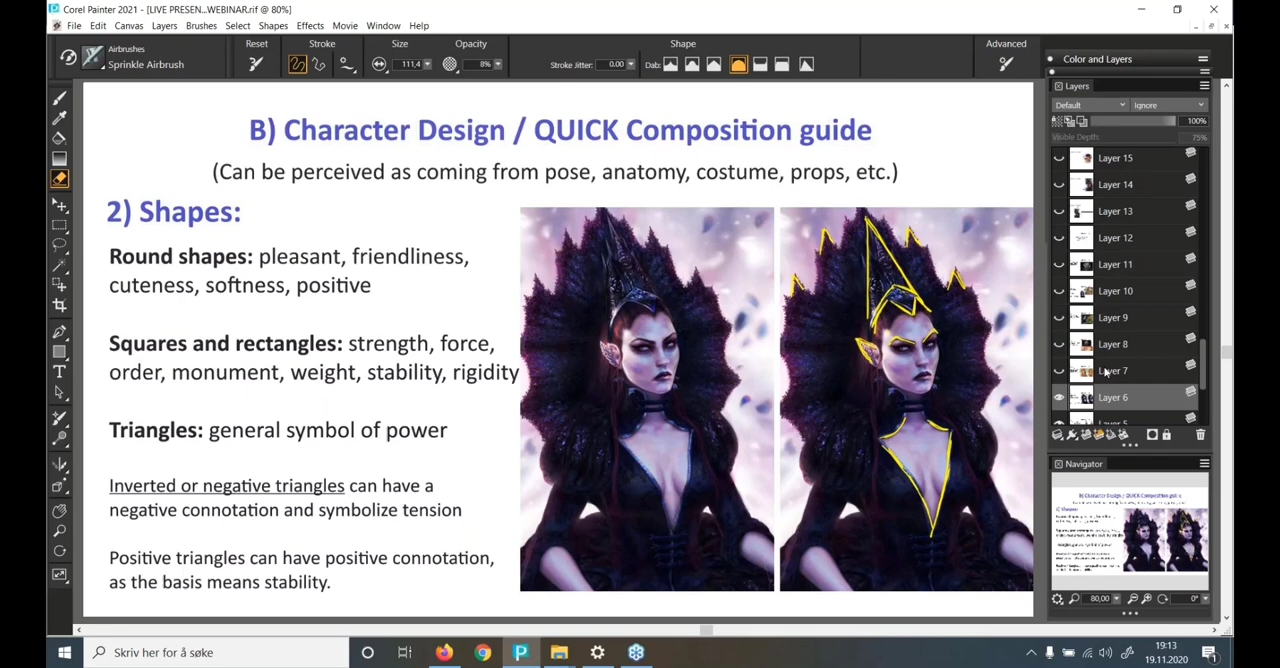 Corel Painter 2021 - [LIVE PRESEN...WEBINAR.rif @ 80%]
File Edit Canvas Layers Brushes Select Shapes Effects Movie Window Help
Airbrushes
Sprinkle Airbrush
Reset
Stroke
Size
111,4
Opacity
8%
Stroke Jitter: 0.00
Shape
Dab:
Advanced
Color and Layers
Layers
Default
Ignore
100%
Visible Depth:
75%
Layer 15
Layer 14
Layer 13
Layer 12
Layer 11
Layer 10
Layer 9
Layer 8
Layer 7
Layer 6
Navigator
80,00
0°
B) Character Design / QUICK Composition guide
(Can be perceived as coming from pose, anatomy, costume, props, etc.)
2) Shapes:
Round shapes: pleasant, friendliness,
cuteness, softness, positive
Squares and rectangles: strength, force,
order, monument, weight, stability, rigidity
Triangles: general symbol of power
Inverted or negative triangles can have a
negative connotation and symbolize tension
Positive triangles can have positive connotation,
as the basis means stability.
Skriv her for å søke
19:13
19.11.2020